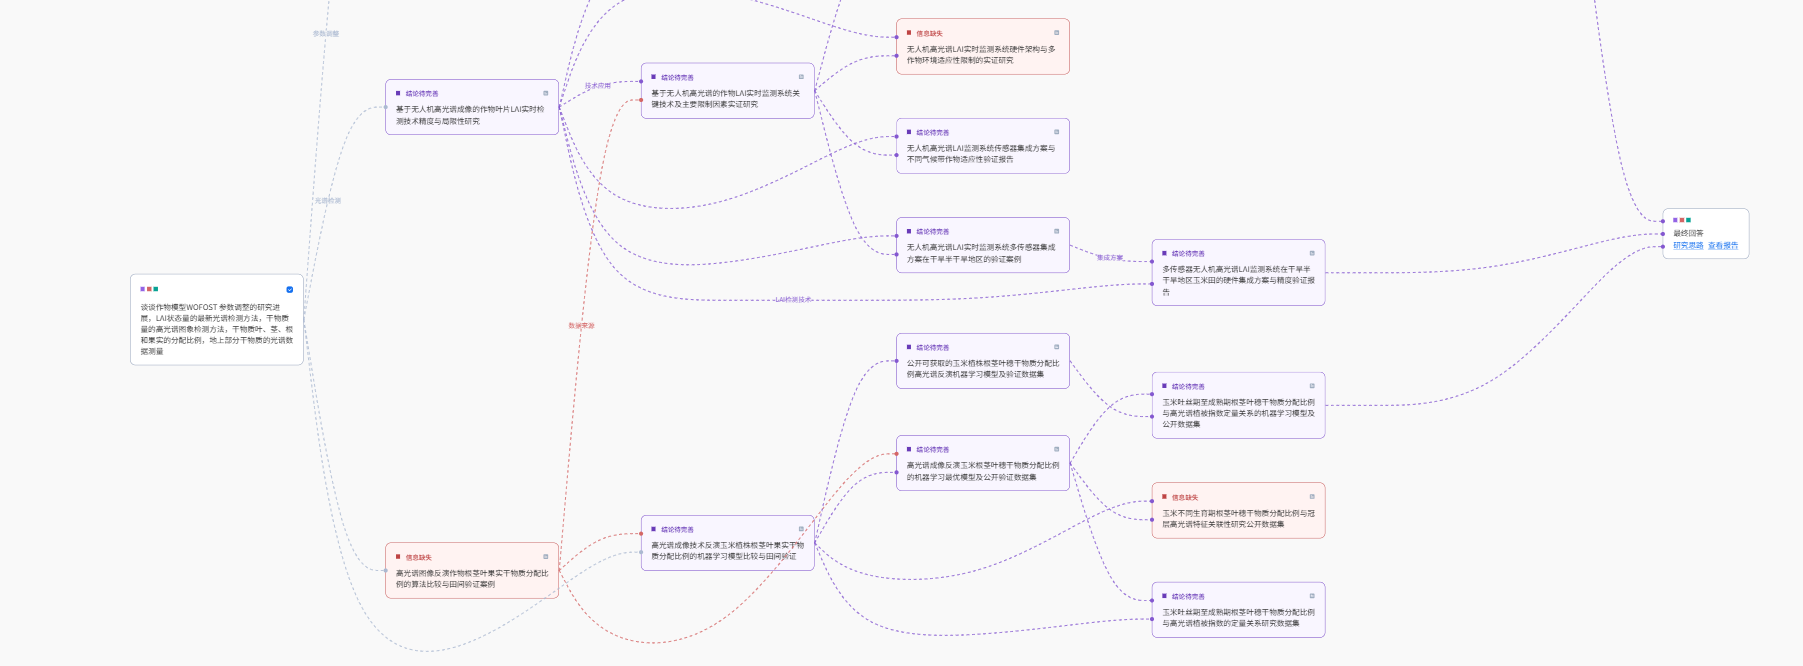 参数调整
信息缺失
无人机高光谱LAI实时监测系统硬件架构与多
作物环境适应性限制的实证研究
结论待完善
基于无人机高光谱成像的作物叶片LAI实时检
测技术精度与局限性研究
技术应用
结论待完善
基于无人机高光谱的作物LAI实时监测系统关
键技术及主要限制因素实证研究
结论待完善
无人机高光谱LAI监测系统传感器集成方案与
不同气候带作物适应性验证报告
光谱检测
结论待完善
无人机高光谱LAI实时监测系统多传感器集成
方案在干旱半干旱地区的验证案例
集成方案
结论待完善
多传感器无人机高光谱LAI监测系统在干旱半
干旱地区玉米田的硬件集成方案与精度验证报
告
最终回答
研究思路 查看报告
谈谈作物模型WOFOST 参数调整的研究进
展，LAI状态量的最新光谱检测方法，干物质
量的高光谱图象检测方法，干物质叶、茎、根
和果实的分配比例，地上部分干物质的光谱数
据测量
LAI检测技术
数据来源
结论待完善
公开可获取的玉米植株根茎叶穗干物质分配比
例高光谱反演机器学习模型及验证数据集
结论待完善
玉米吐丝期至成熟期根茎叶穗干物质分配比例
与高光谱植被指数定量关系的机器学习模型及
公开数据集
结论待完善
高光谱成像反演玉米根茎叶穗干物质分配比例
的机器学习最优模型及公开验证数据集
信息缺失
玉米不同生育期根茎叶穗干物质分配比例与冠
层高光谱特征关联性研究公开数据集
结论待完善
高光谱成像技术反演玉米植株根茎叶果实干物
质分配比例的机器学习模型比较与田间验证
信息缺失
高光谱图像反演作物根茎叶果实干物质分配比
例的算法比较与田间验证案例
结论待完善
玉米吐丝期至成熟期根茎叶穗干物质分配比例
与高光谱植被指数的定量关系研究数据集